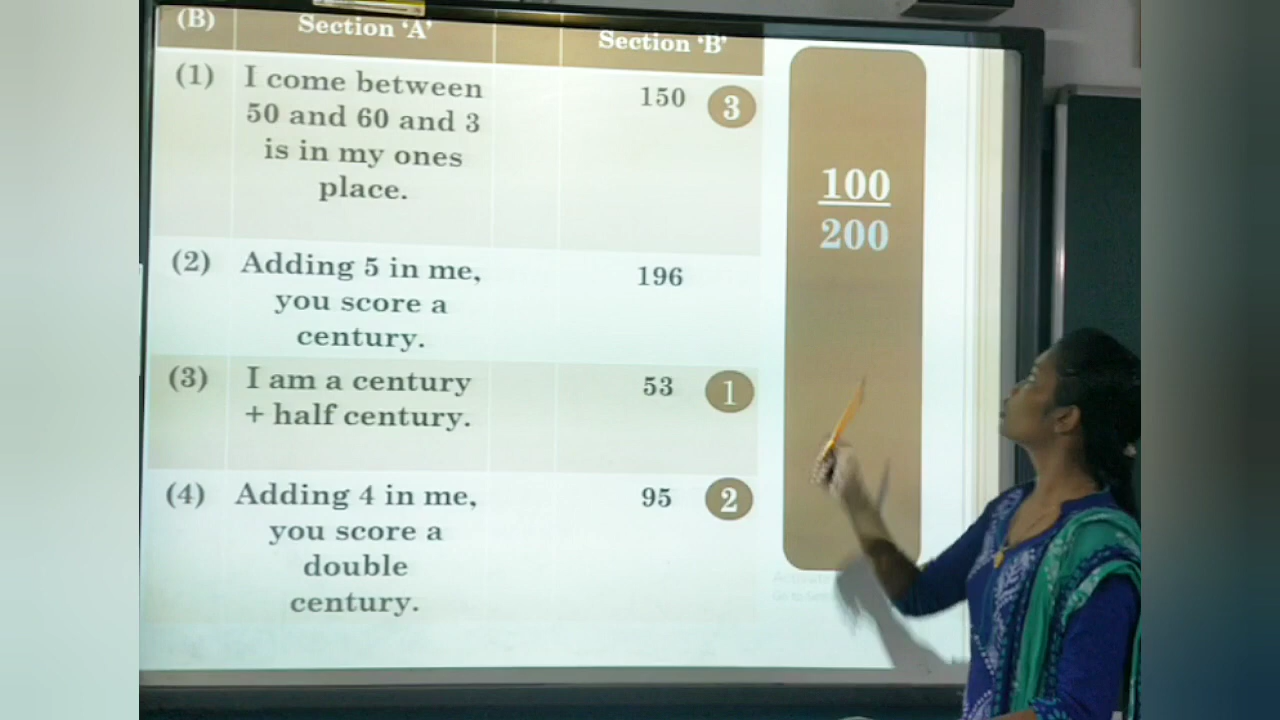 (B) Section ‘A’ Section ‘B’
(1) I come between 150 3
50 and 60 and 3
is in my ones
place.
(2) Adding 5 in me, 196
you score a
century.
(3) I am a century 53 1
+ half century.
(4) Adding 4 in me, 95 2
you score a
double
century.
100
200